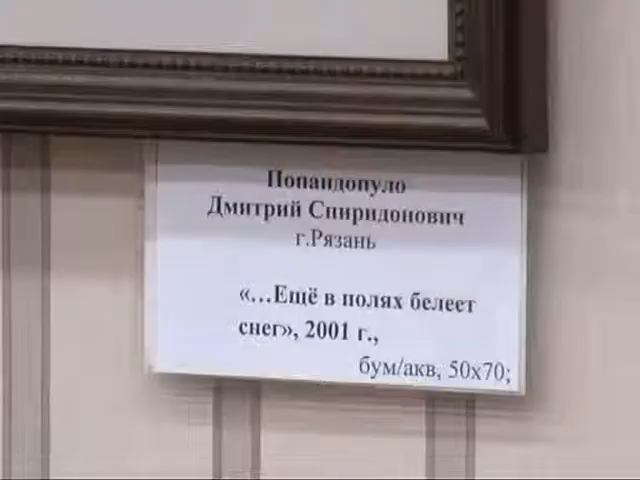 Попандопуло
Дмитрий Спиридонович
г.Рязань
«…Ещё в полях белеет
снег», 2001 г.,
бум/акв, 50х70;